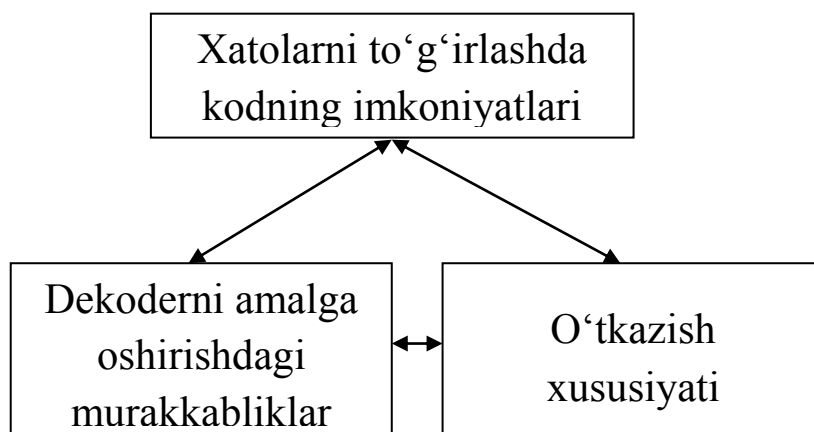 Xatolarni to‘g‘irlashda
kodning imkoniyatlari
Dekoderni amalga
oshirishdagi
murakkabliklar
O‘tkazish
xususiyati